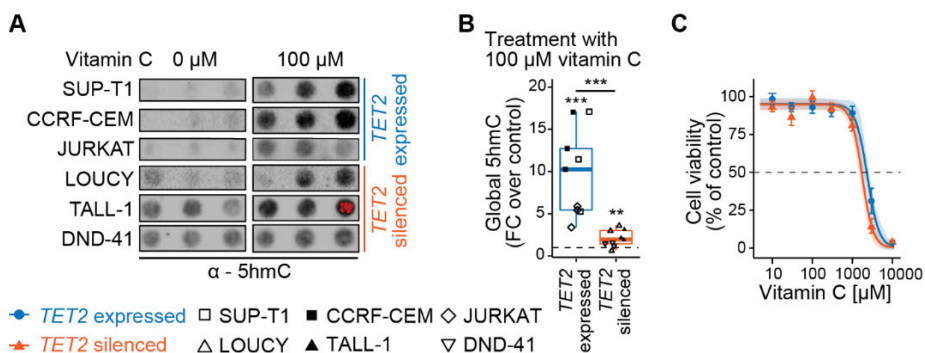 A
Vitamin C 0 µM 100 µM
SUP-T1
CCRF-CEM
JURKAT
LOUCY
TALL-1
DND-41
TET2 expressed
TET2 silenced
α - 5hmC
B
Treatment with
100 µM vitamin C
Global 5hmC
(FC over control)
20
15
10
5
0
***
***
**
TET2
expressed
TET2
silenced
C
Cell viability
(% of control)
100
75
50
25
0
10 100 1000 10000
Vitamin C [µM]
TET2 expressed SUP-T1 CCRF-CEM JURKAT
TET2 silenced LOUCY TALL-1 DND-41